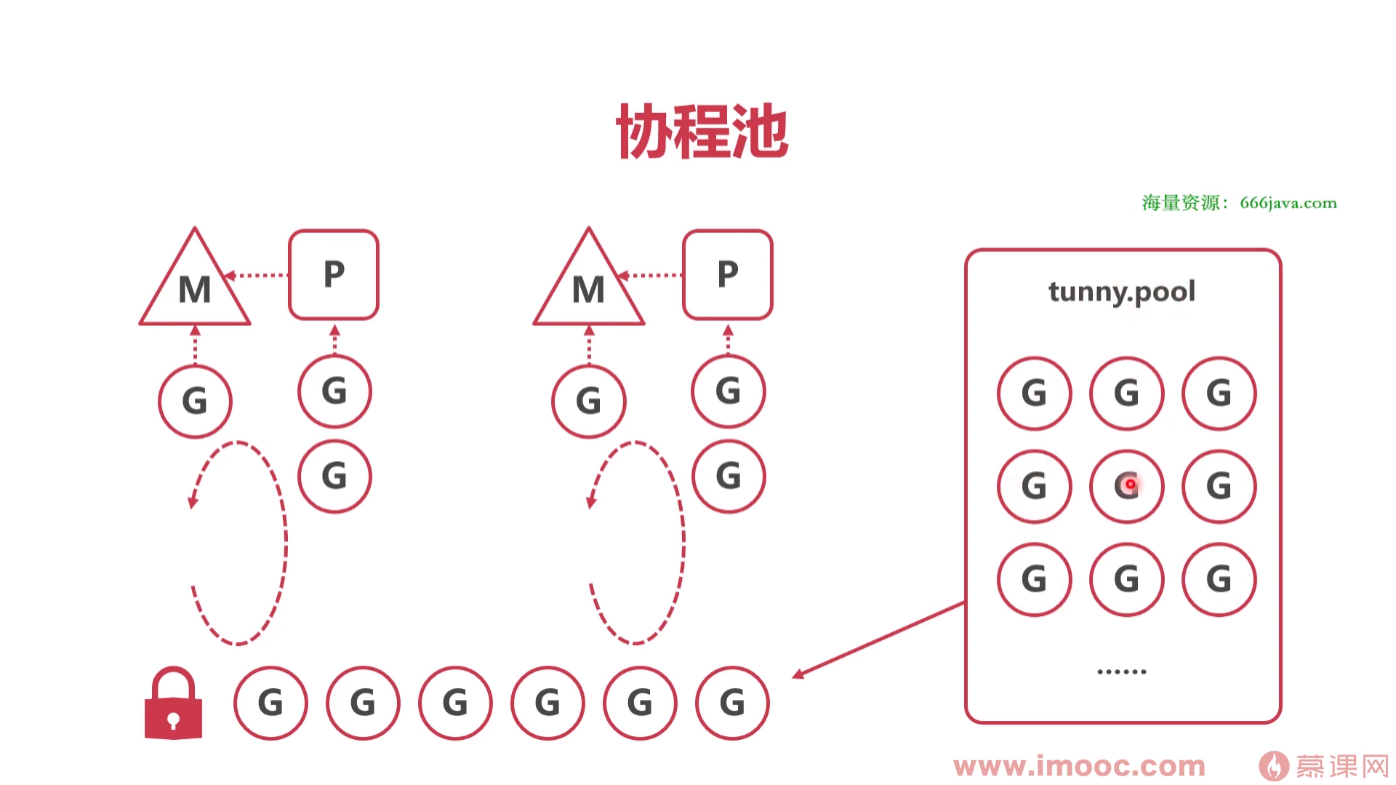 协程池
海量资源：666java.com
M P M P
tunny.pool
G G G G
G G G
G G
G G G
G G G
......
G G G G G G
www.imooc.com
慕课网